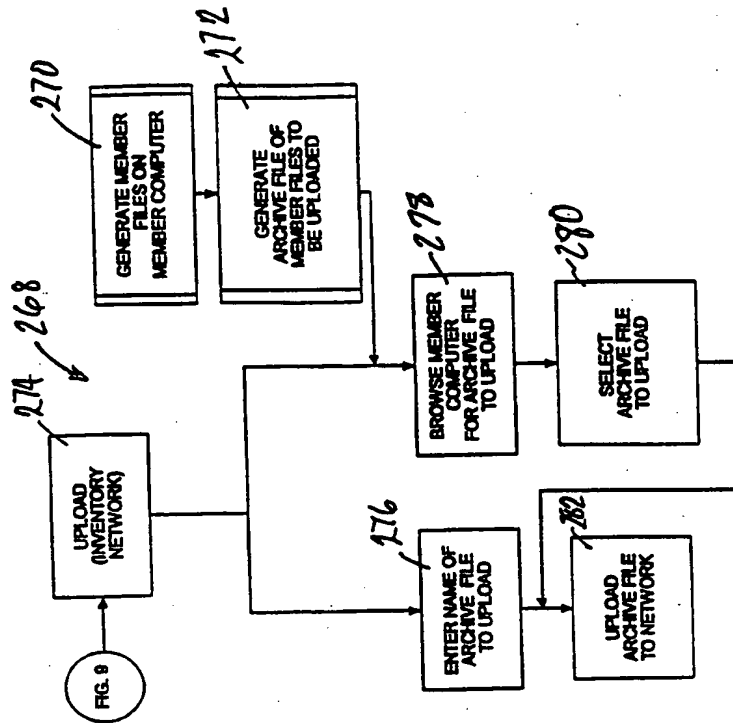 270
GENERATE MEMBER
FILES ON
MEMBER COMPUTER
272
GENERATE
ARCHIVE FILE OF
MEMBER FILES TO
BE UPLOADED
268
274
UPLOAD
(INVENTORY
NETWORK)
FIG. 9
278
BROWSE MEMBER
COMPUTER
FOR ARCHIVE FILE
TO UPLOAD
280
SELECT
ARCHIVE FILE
TO UPLOAD
276
ENTER NAME OF
ARCHIVE FILE
TO UPLOAD
282
UPLOAD
ARCHIVE FILE
TO NETWORK